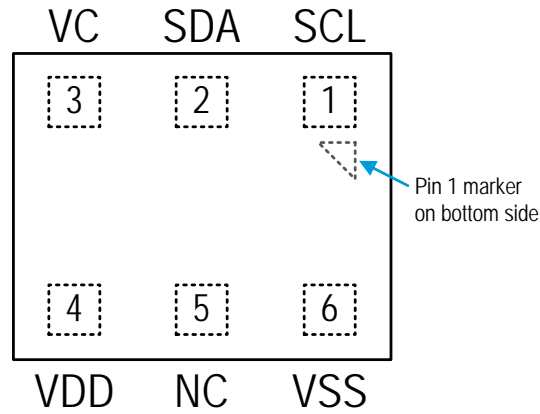 VC SDA SCL
3 2 1
Pin 1 marker
on bottom side
4 5 6
VDD NC VSS